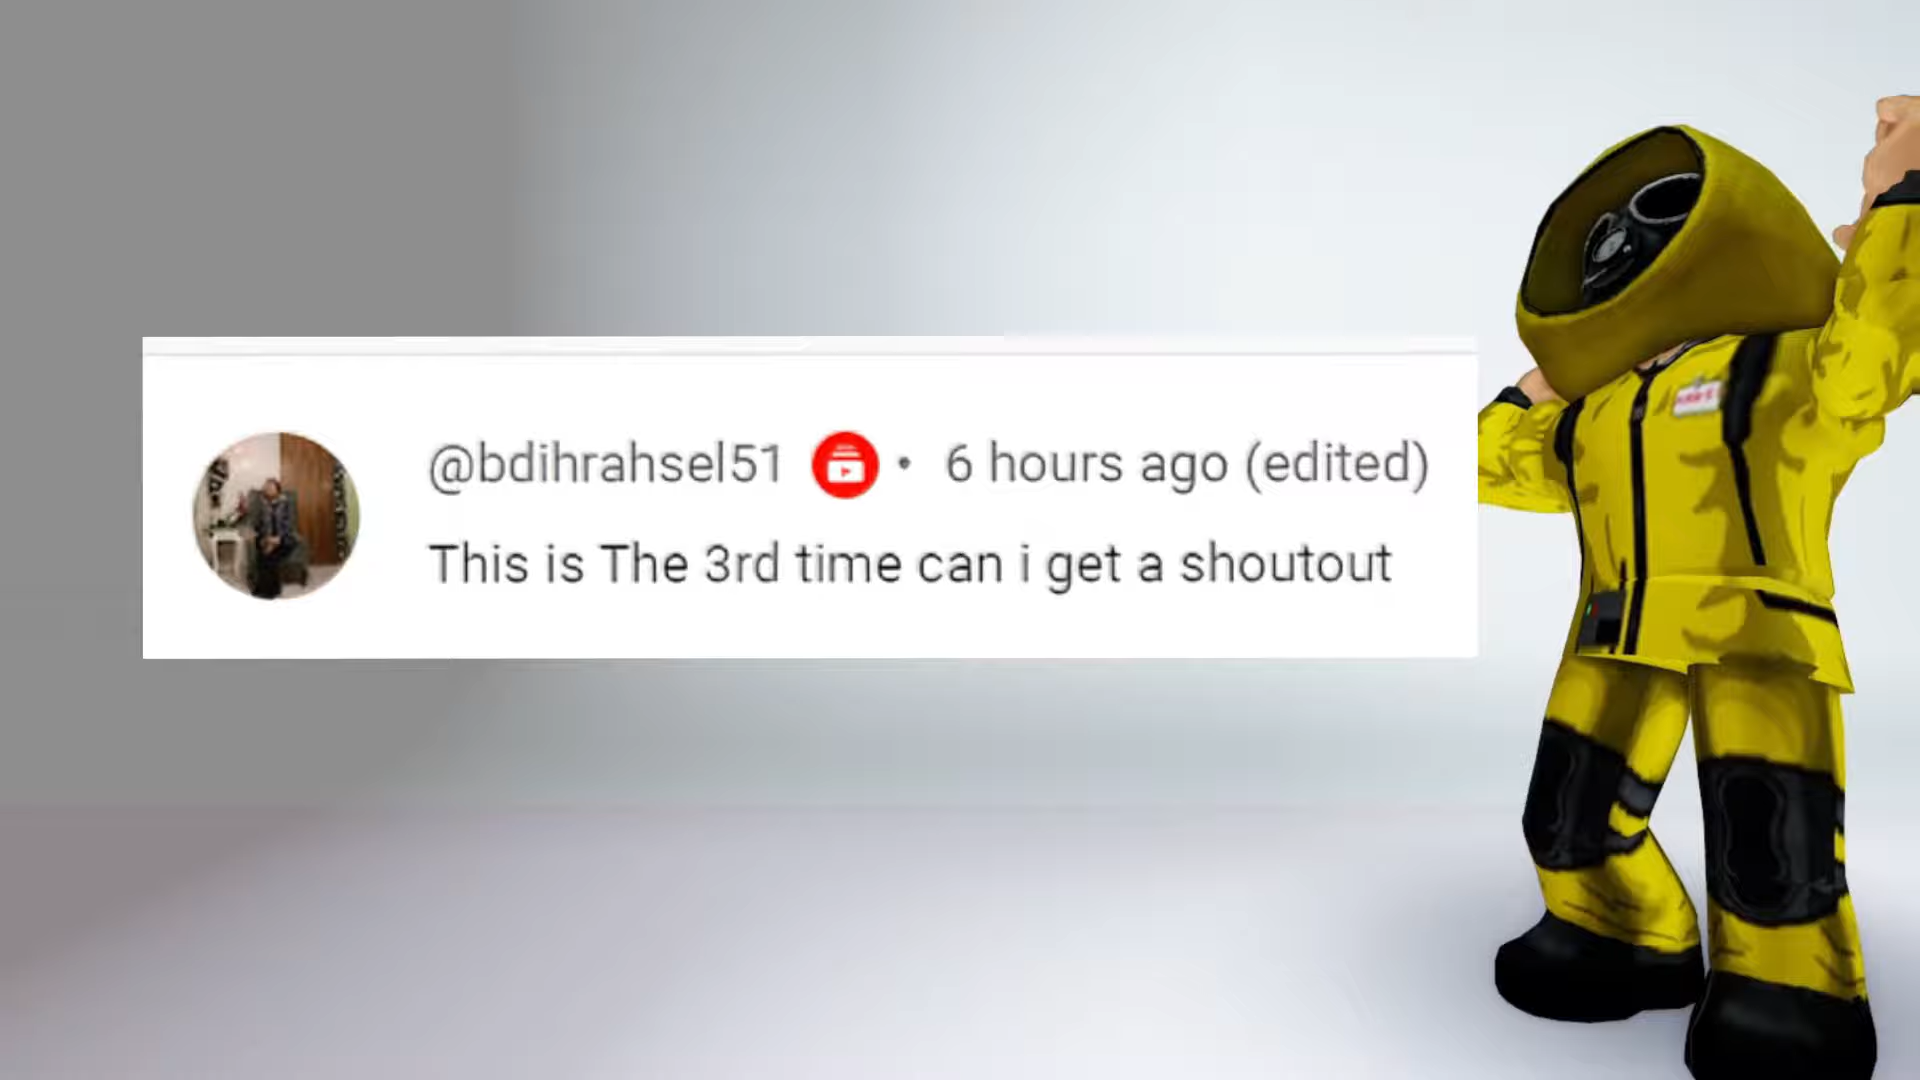 @bdihrahsel51 • 6 hours ago (edited)
This is The 3rd time can i get a shoutout